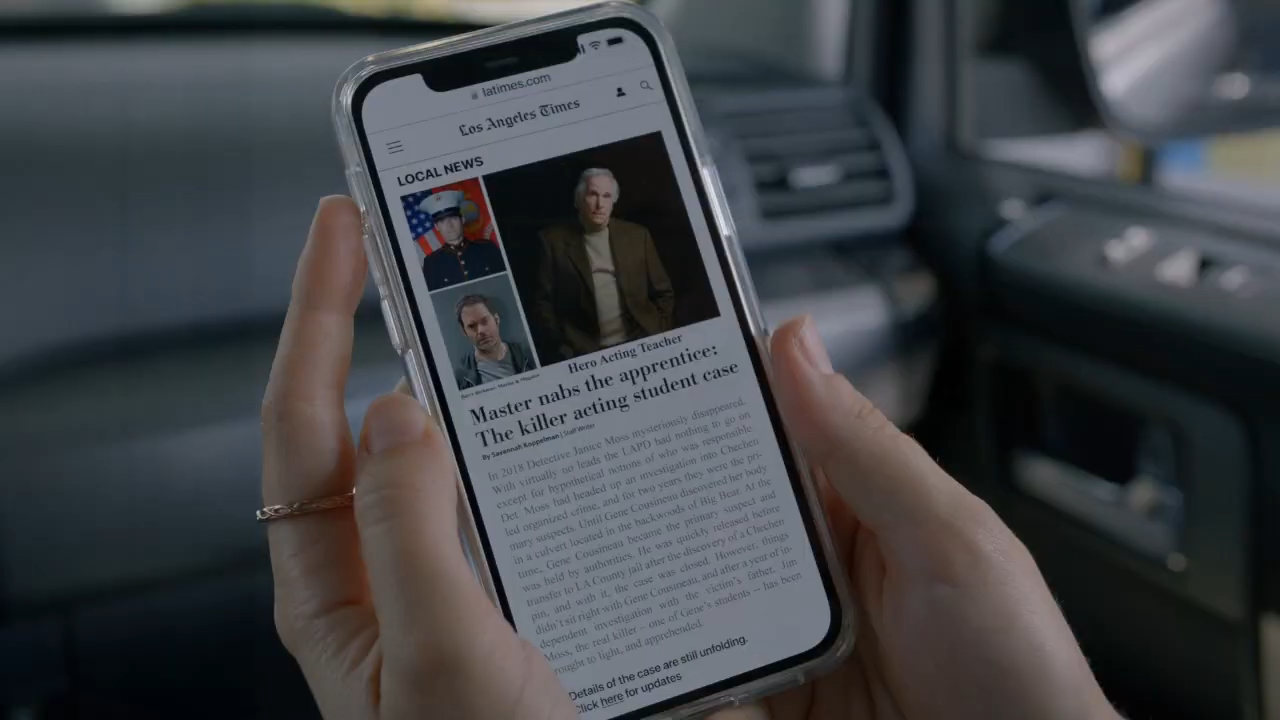 latimes.com
Los Angeles Times
LOCAL NEWS
Hero Acting Teacher
Master nabs the apprentice:
The killer acting student case
By Savannah Koppelman | Staff Writer
In 2018 Detective Janice Moss mysteriously disappeared.
With virtually no leads the LAPD had nothing to go on
except for hypothetical notions of who was responsible
Det. Moss had headed up an investigation into Chechen
led organized crime, and for two years they were the pri-
mary suspects. Until Gene Cousineau discovered her body
in a culvert located in the backwoods of Big Bear. At the
time, Gene Cousineau became the primary suspect and
was held by authorities. He was quickly released before
transfer to LA County jail after the discovery of a Chechen
pin, and with it, the case was closed. However, things
didn't sit right with Gene Cousineau, and after a year of in-
dependent investigation with the victim's father, Jim
Moss, the real killer – one of Gene's students – has been
rought to light, and apprehended.
Details of the case are still unfolding.
Click here for updates